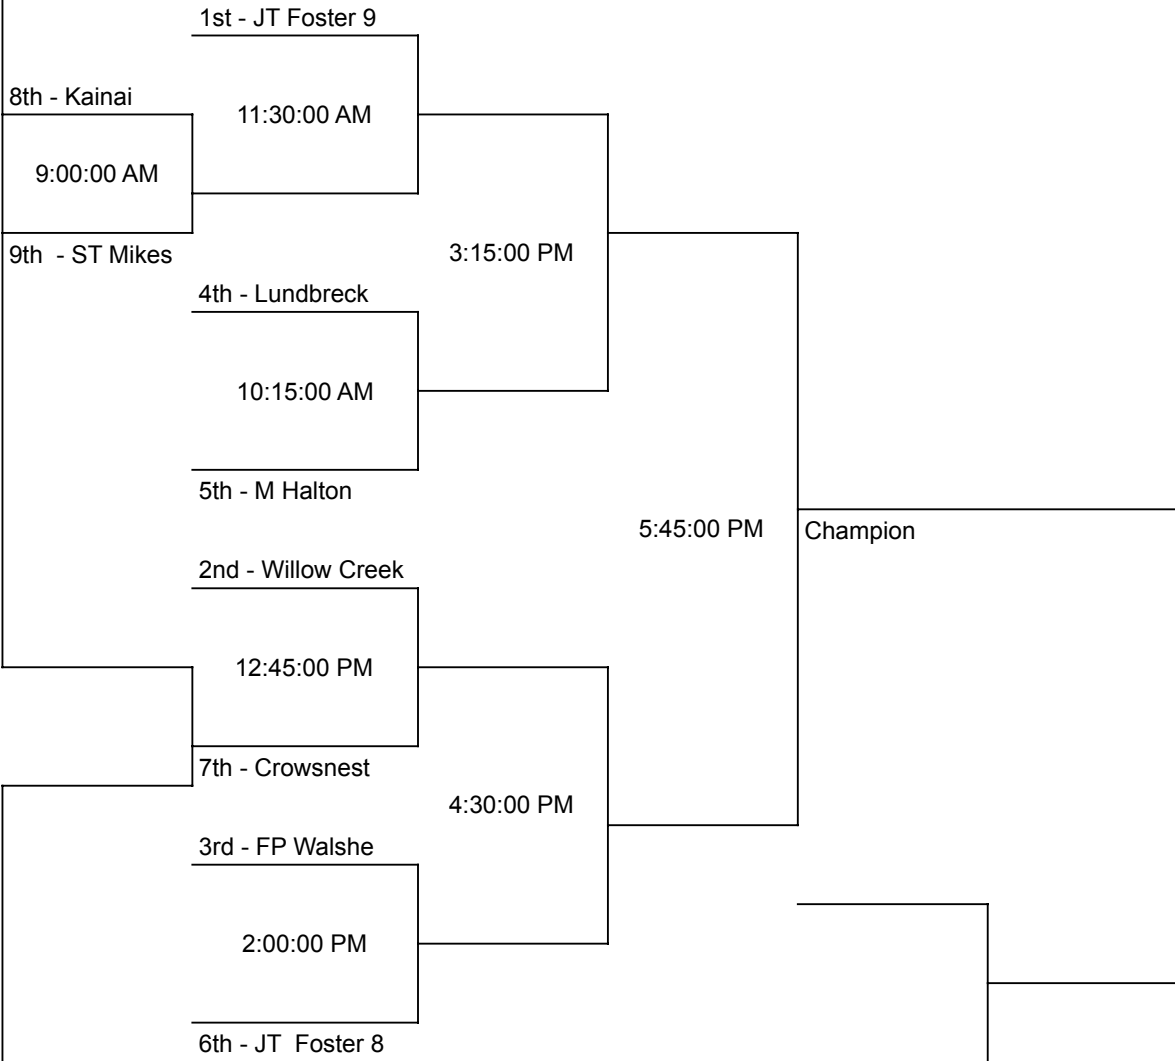 1st - JT Foster 9
8th - Kainai
11:30:00 AM
9:00:00 AM
9th  - ST Mikes
3:15:00 PM
4th - Lundbreck
10:15:00 AM
5th - M Halton
5:45:00 PM
Champion
2nd - Willow Creek
12:45:00 PM
7th - Crowsnest
4:30:00 PM
3rd - FP Walshe
2:00:00 PM
6th - JT  Foster 8